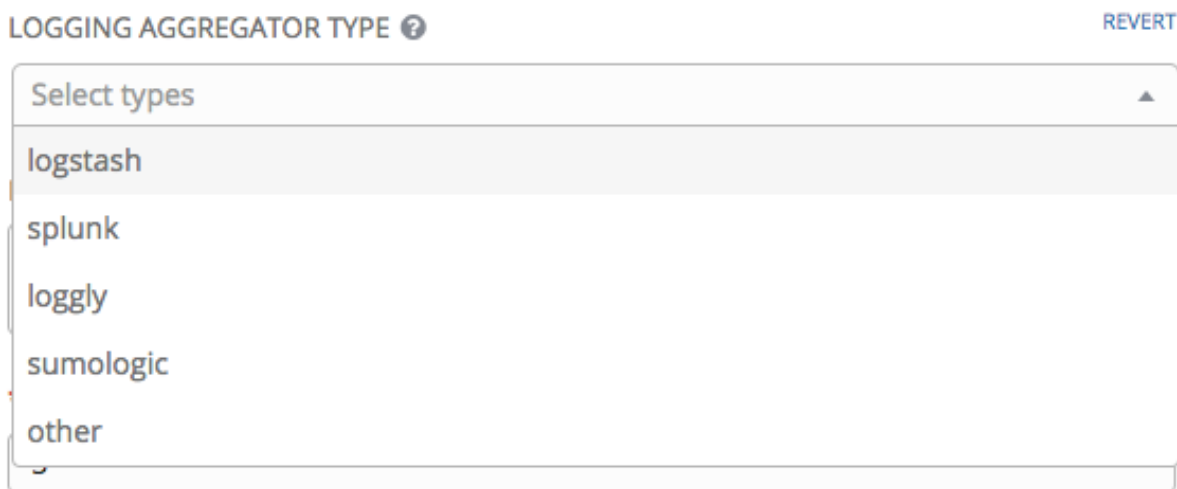 LOGGING AGGREGATOR TYPE ?
REVERT
Select types
logstash
splunk
loggly
sumologic
other